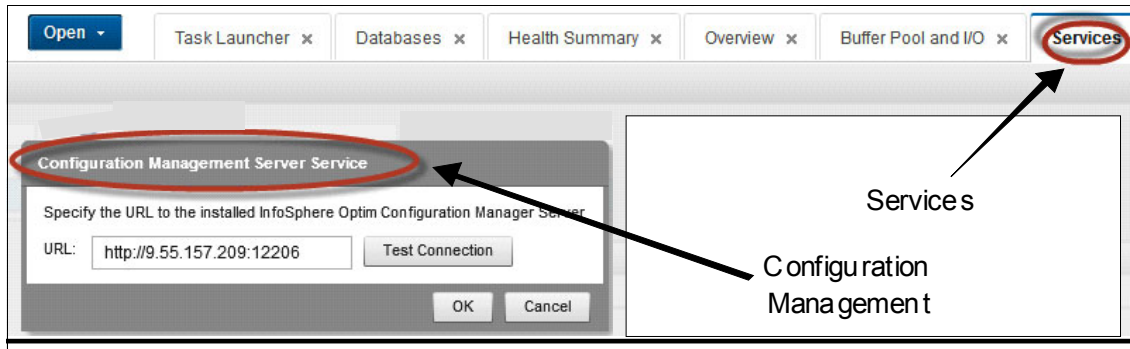 Open
Task Launcher x
Databases x
Health Summary x
Overview x
Buffer Pool and I/O x
Services
Configuration Management Server Service
Specify the URL to the installed InfoSphere Optim Configuration Manager Server
URL: http://9.55.157.209:12206 Test Connection
OK Cancel
Services
Configuration
Management